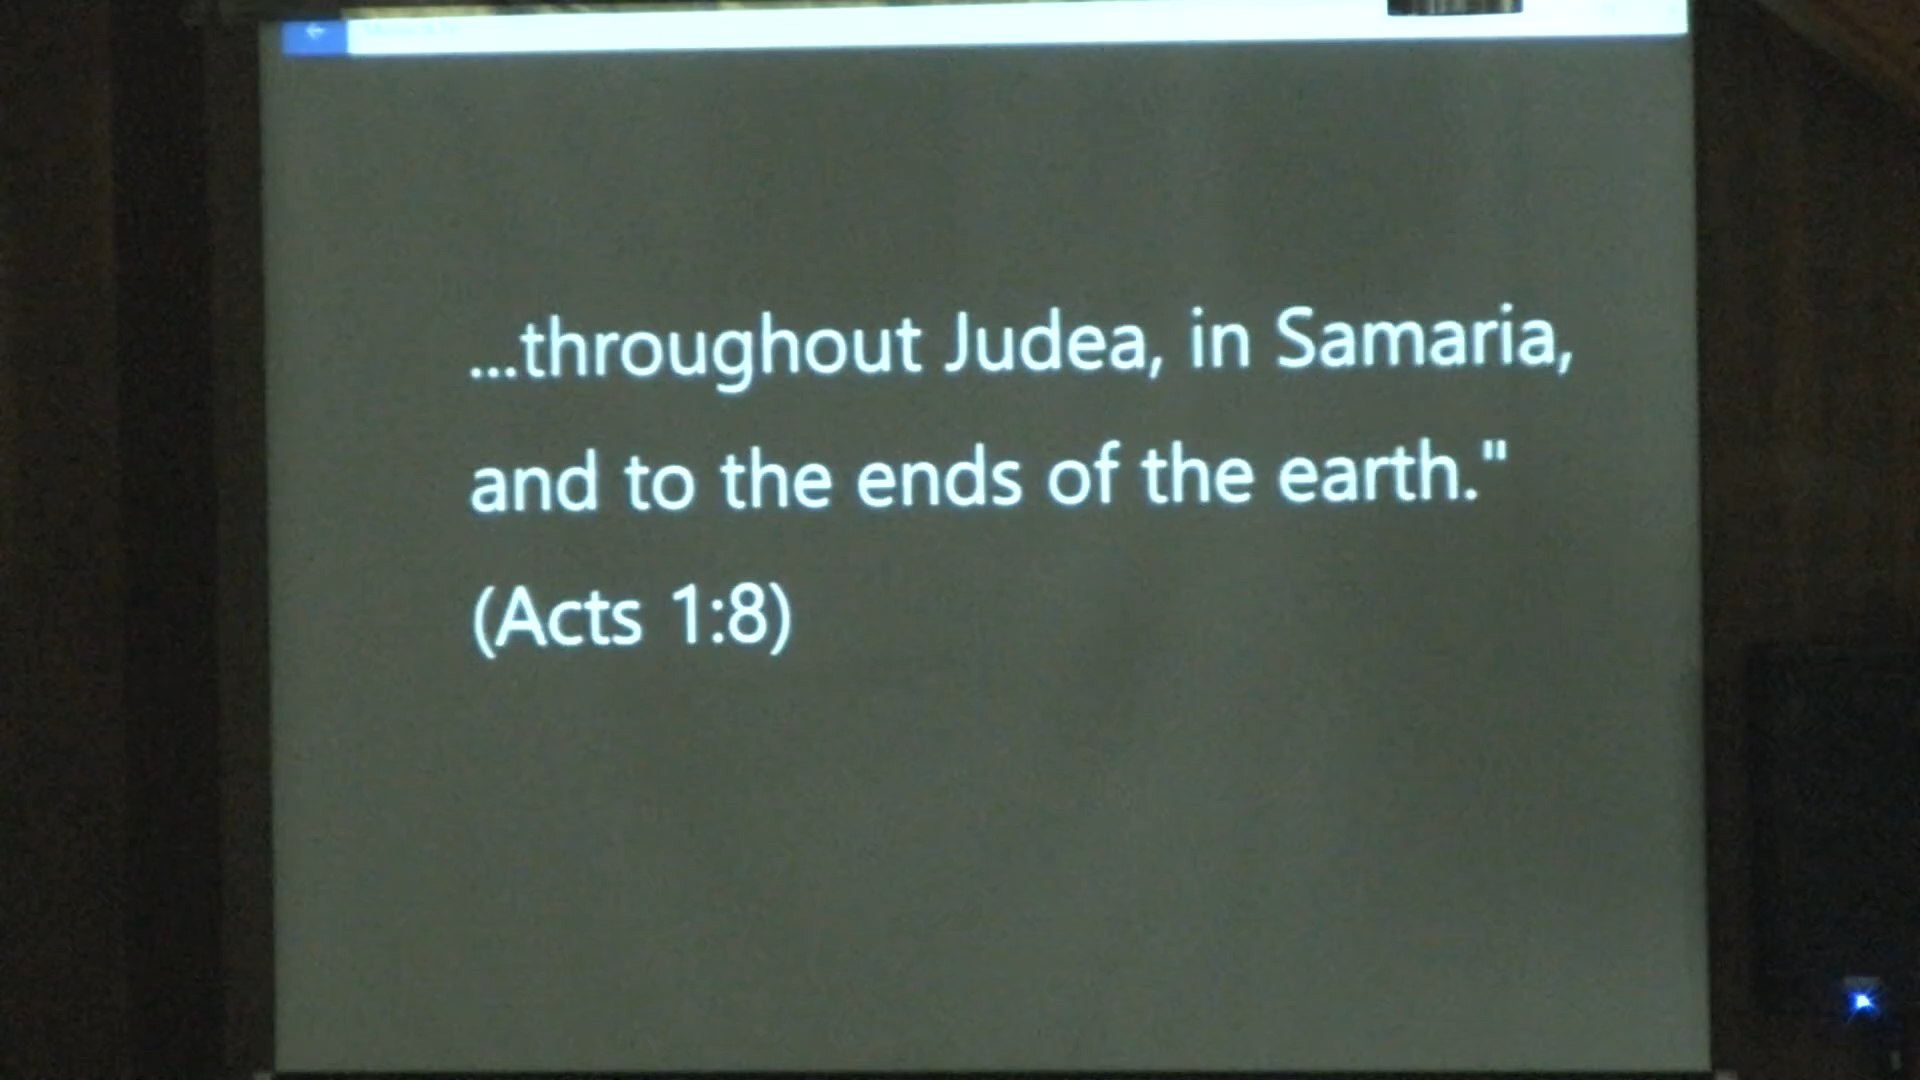 ...throughout Judea, in Samaria,
and to the ends of the earth."
(Acts 1:8)